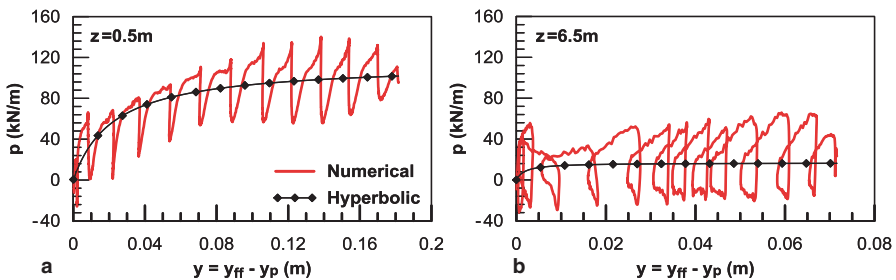 160
120
80
40
0
-40
p (kN/m)
z=0.5m
Numerical
Hyperbolic
0
0.04
0.08
0.12
0.16
0.2
a
y = yff - yp (m)
160
120
80
40
0
-40
p (kN/m)
z=6.5m
0
0.02
0.04
0.06
0.08
b
y = yff - yp (m)